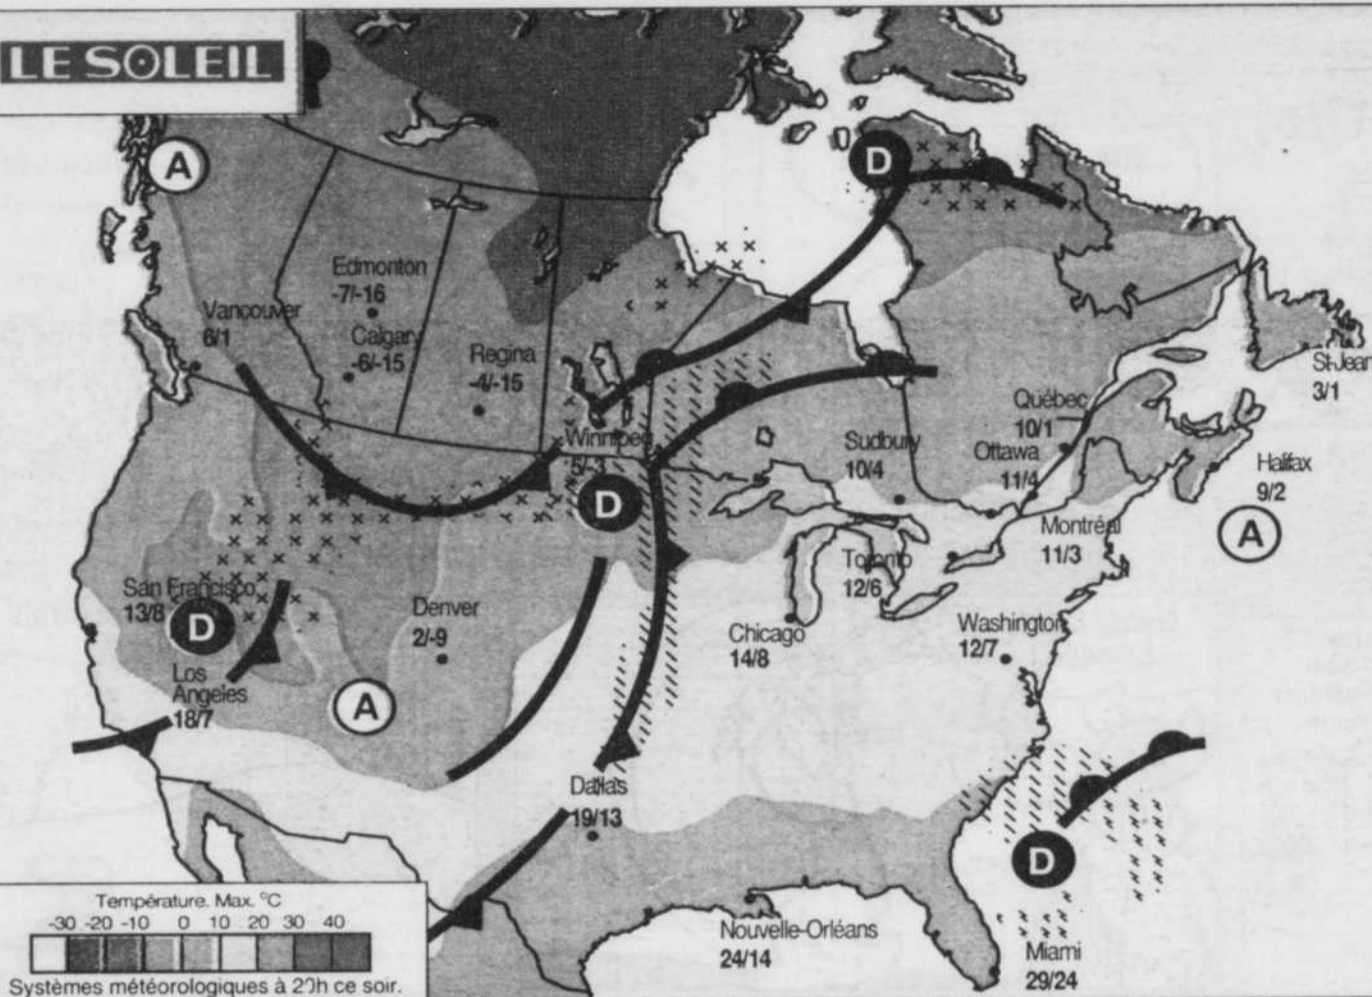 LE SOLEIL
A
D
Edmonton
-7/-16
Vancouver
6/1
Calgary
-6/-15
Regina
-4/-15
St-Jean
3/1
Québec
10/1
Winnipeg
5/-3
Sudbury
10/4
Ottawa
11/4
Halifax
9/2
D
A
Montréal
11/3
Toronto
12/6
San Francisco
13/8
D
Denver
2/-9
Chicago
14/8
Washington
12/7
Los
Angeles
18/7
A
Dallas
19/13
D
Nouvelle-Orléans
24/14
Miami
29/24
Température. Max. °C
-30 -20 -10 0 10 20 30 40
Systèmes météorologiques à 20h ce soir.